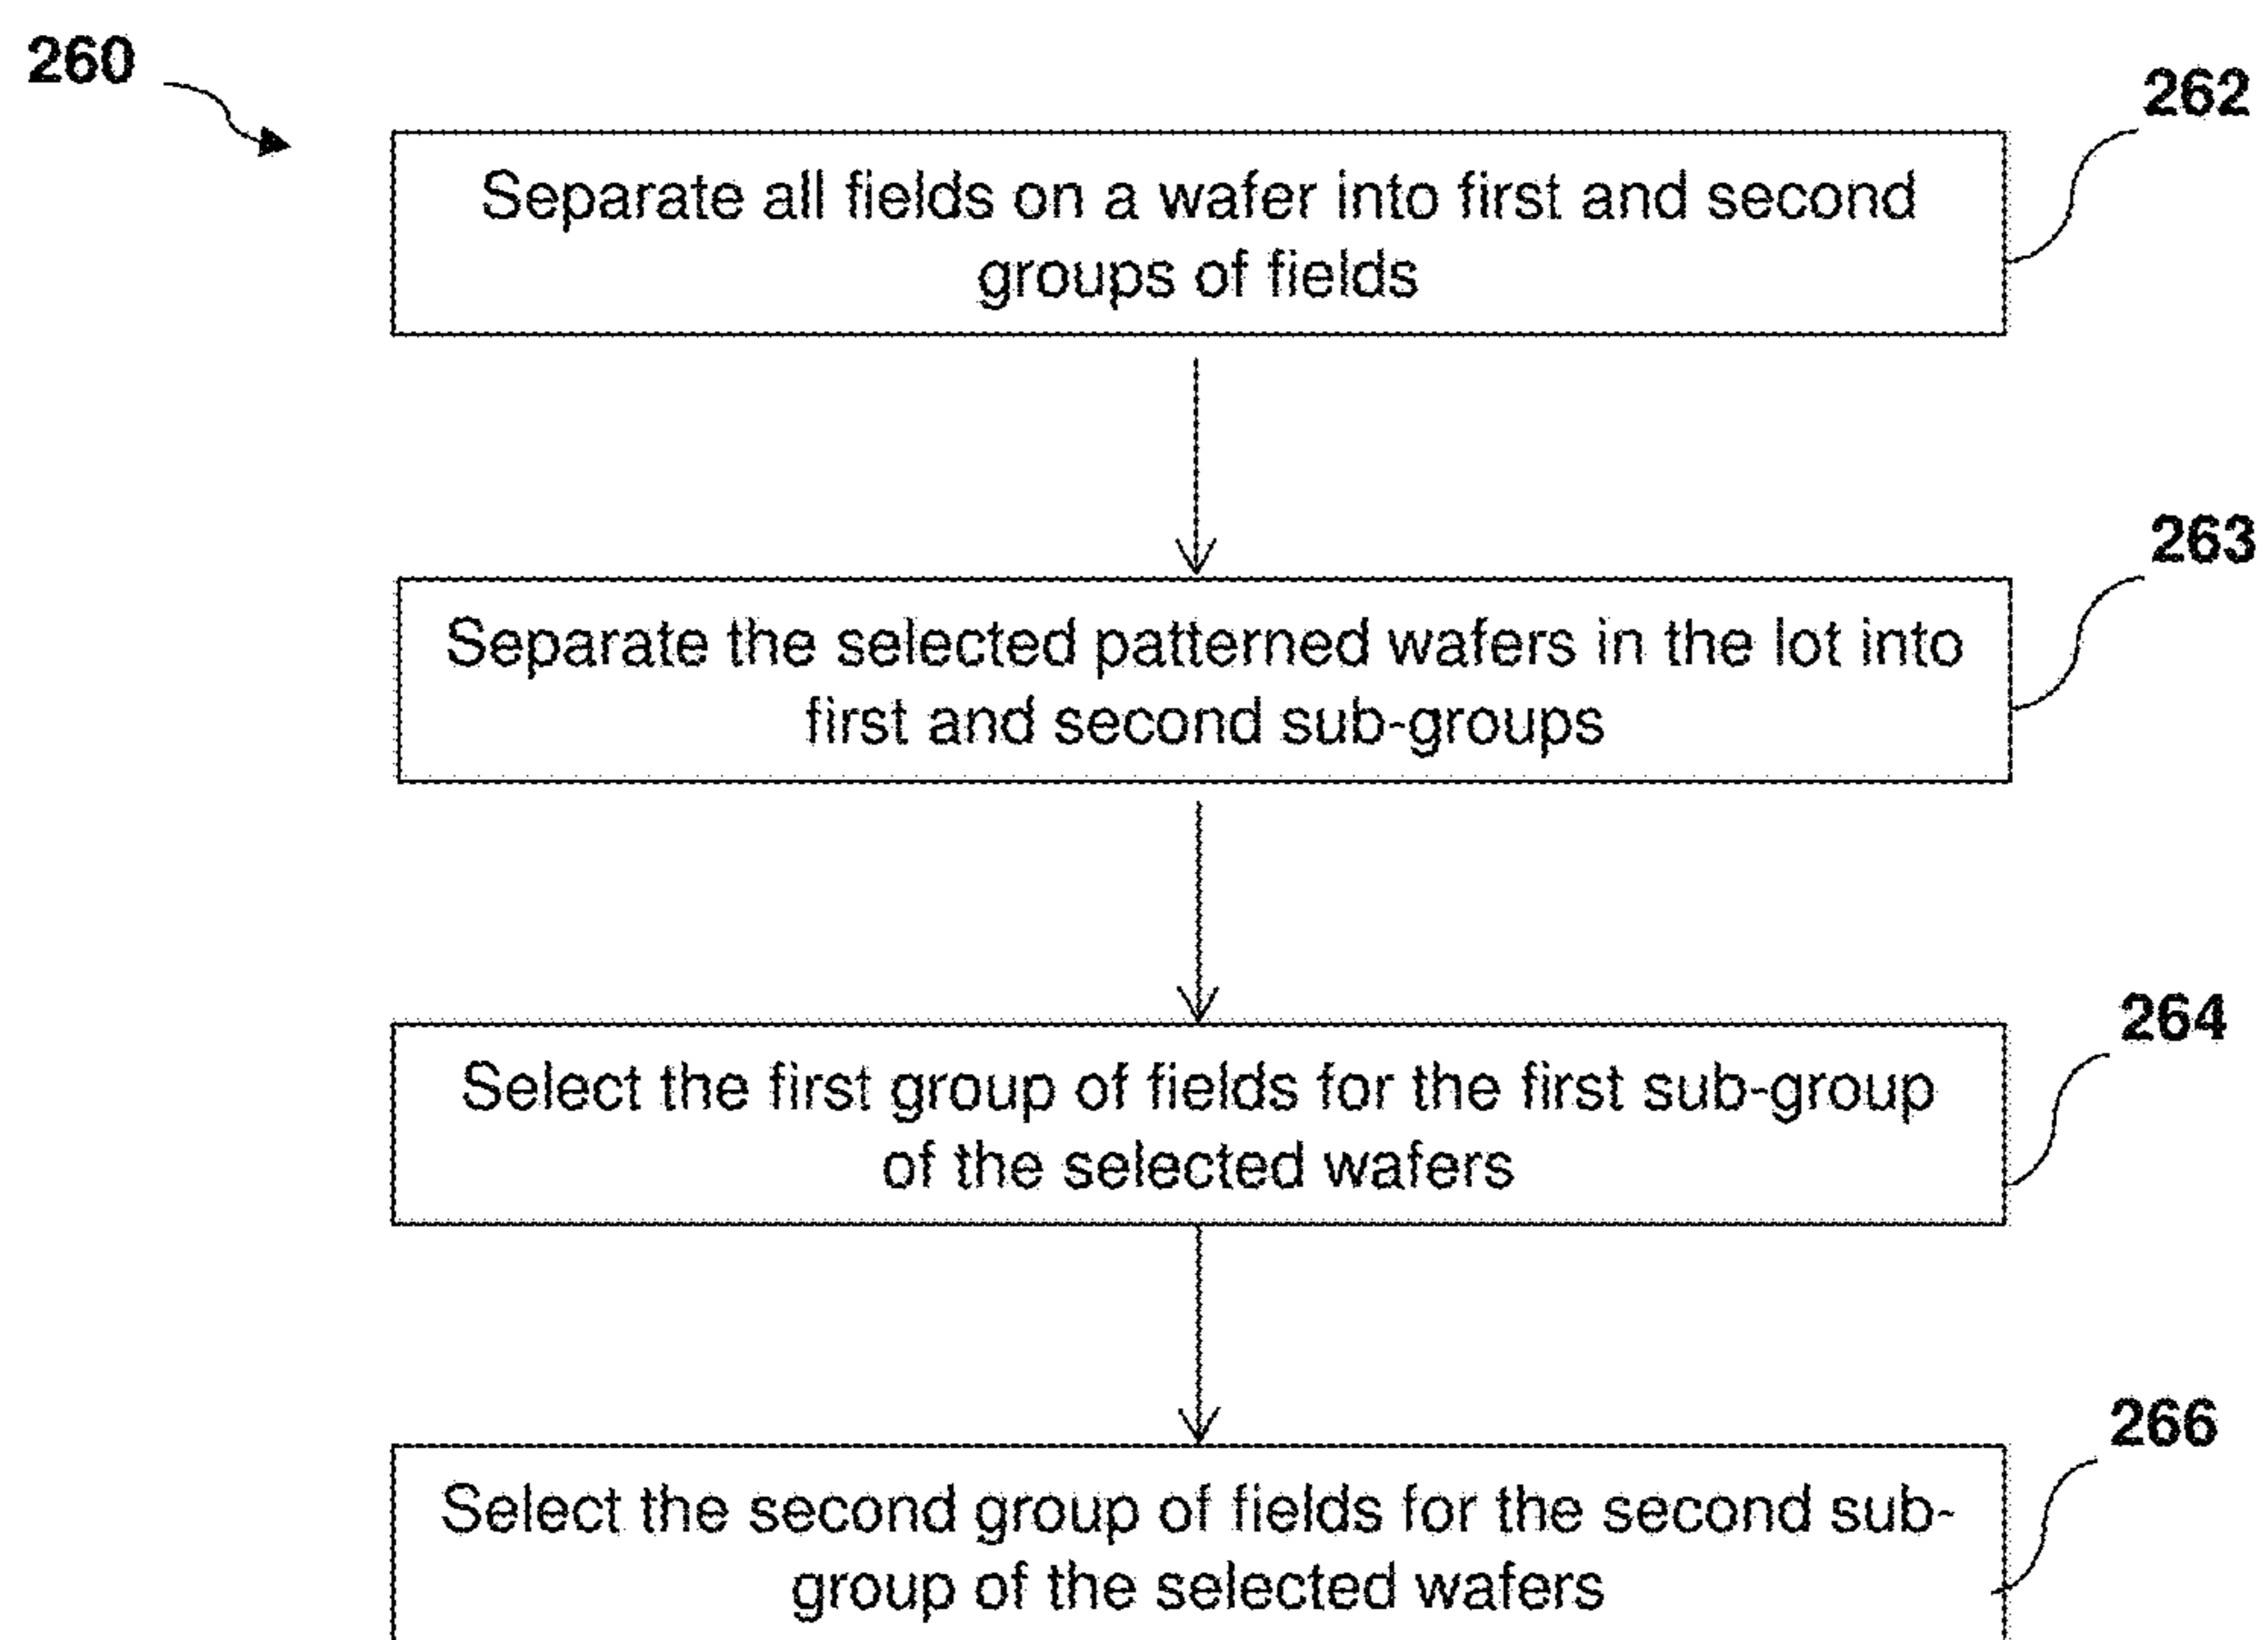 260
262
Separate all fields on a wafer into first and second
groups of fields
263
Separate the selected patterned wafers in the lot into
first and second sub-groups
264
Select the first group of fields for the first sub-group
of the selected wafers
266
Select the second group of fields for the second sub-
group of the selected wafers